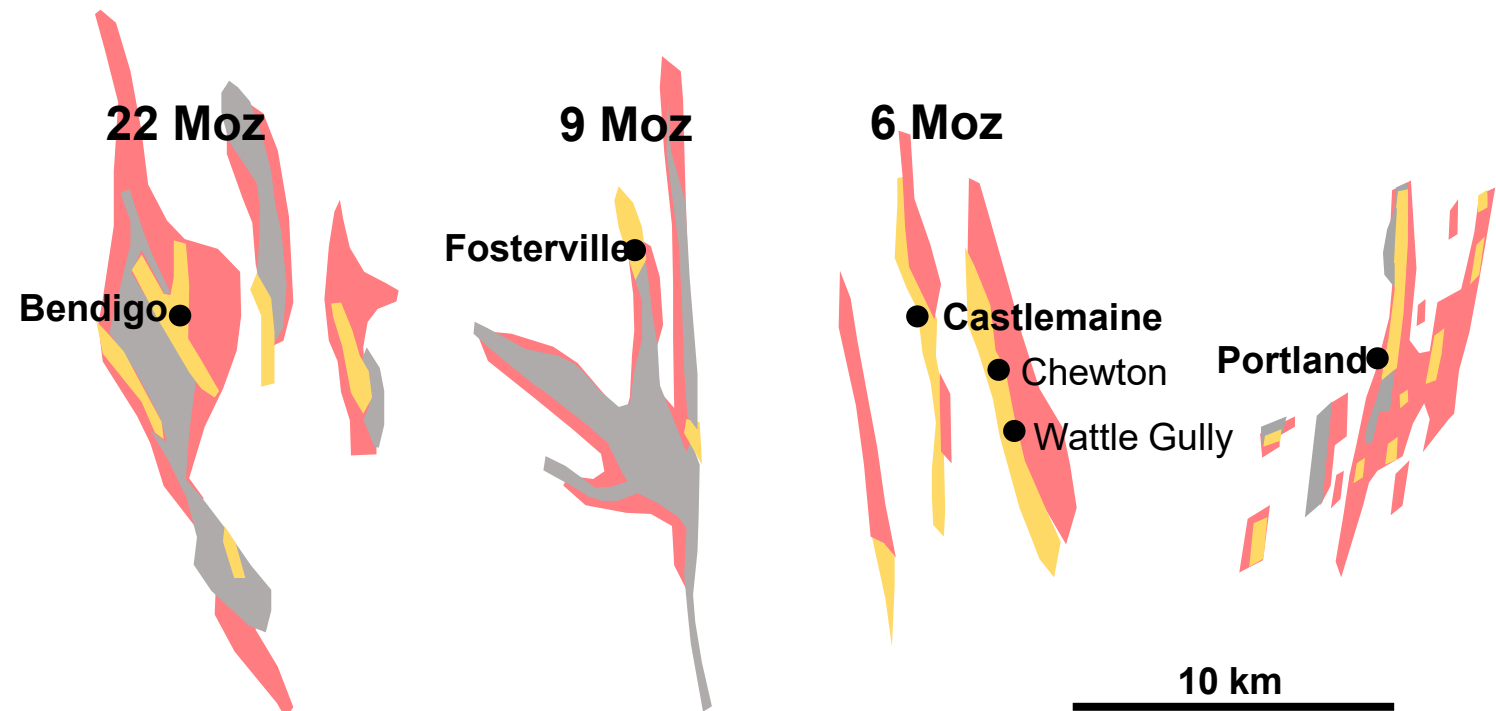 22 Moz
9 Moz
6 Moz
Fosterville
Bendigo
Castlemaine
Chewton
Portland
Wattle Gully
10 km